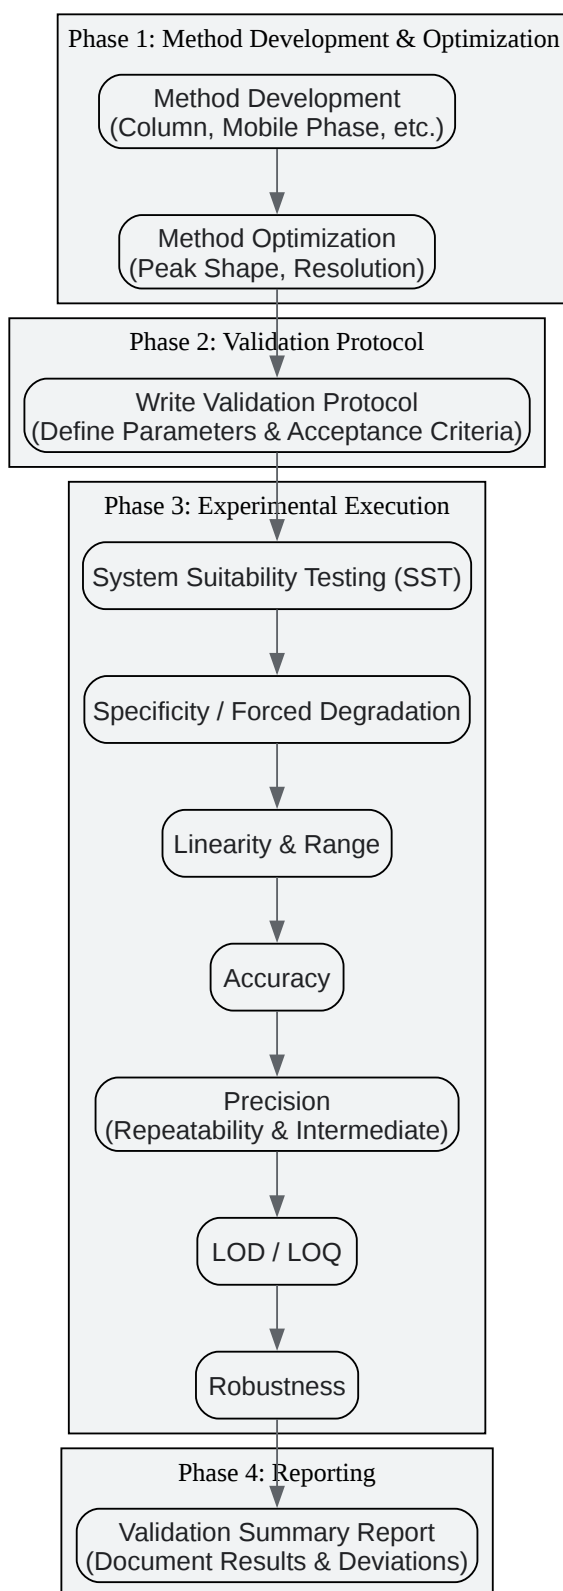 Phase 1: Method Development & Optimization
Method Development
(Column, Mobile Phase, etc.)
Method Optimization
(Peak Shape, Resolution)
Phase 2: Validation Protocol
Write Validation Protocol
(Define Parameters & Acceptance Criteria)
Phase 3: Experimental Execution
System Suitability Testing (SST)
Specificity / Forced Degradation
Linearity & Range
Accuracy
Precision
(Repeatability & Intermediate)
LOD / LOQ
Robustness
Phase 4: Reporting
Validation Summary Report
(Document Results & Deviations)